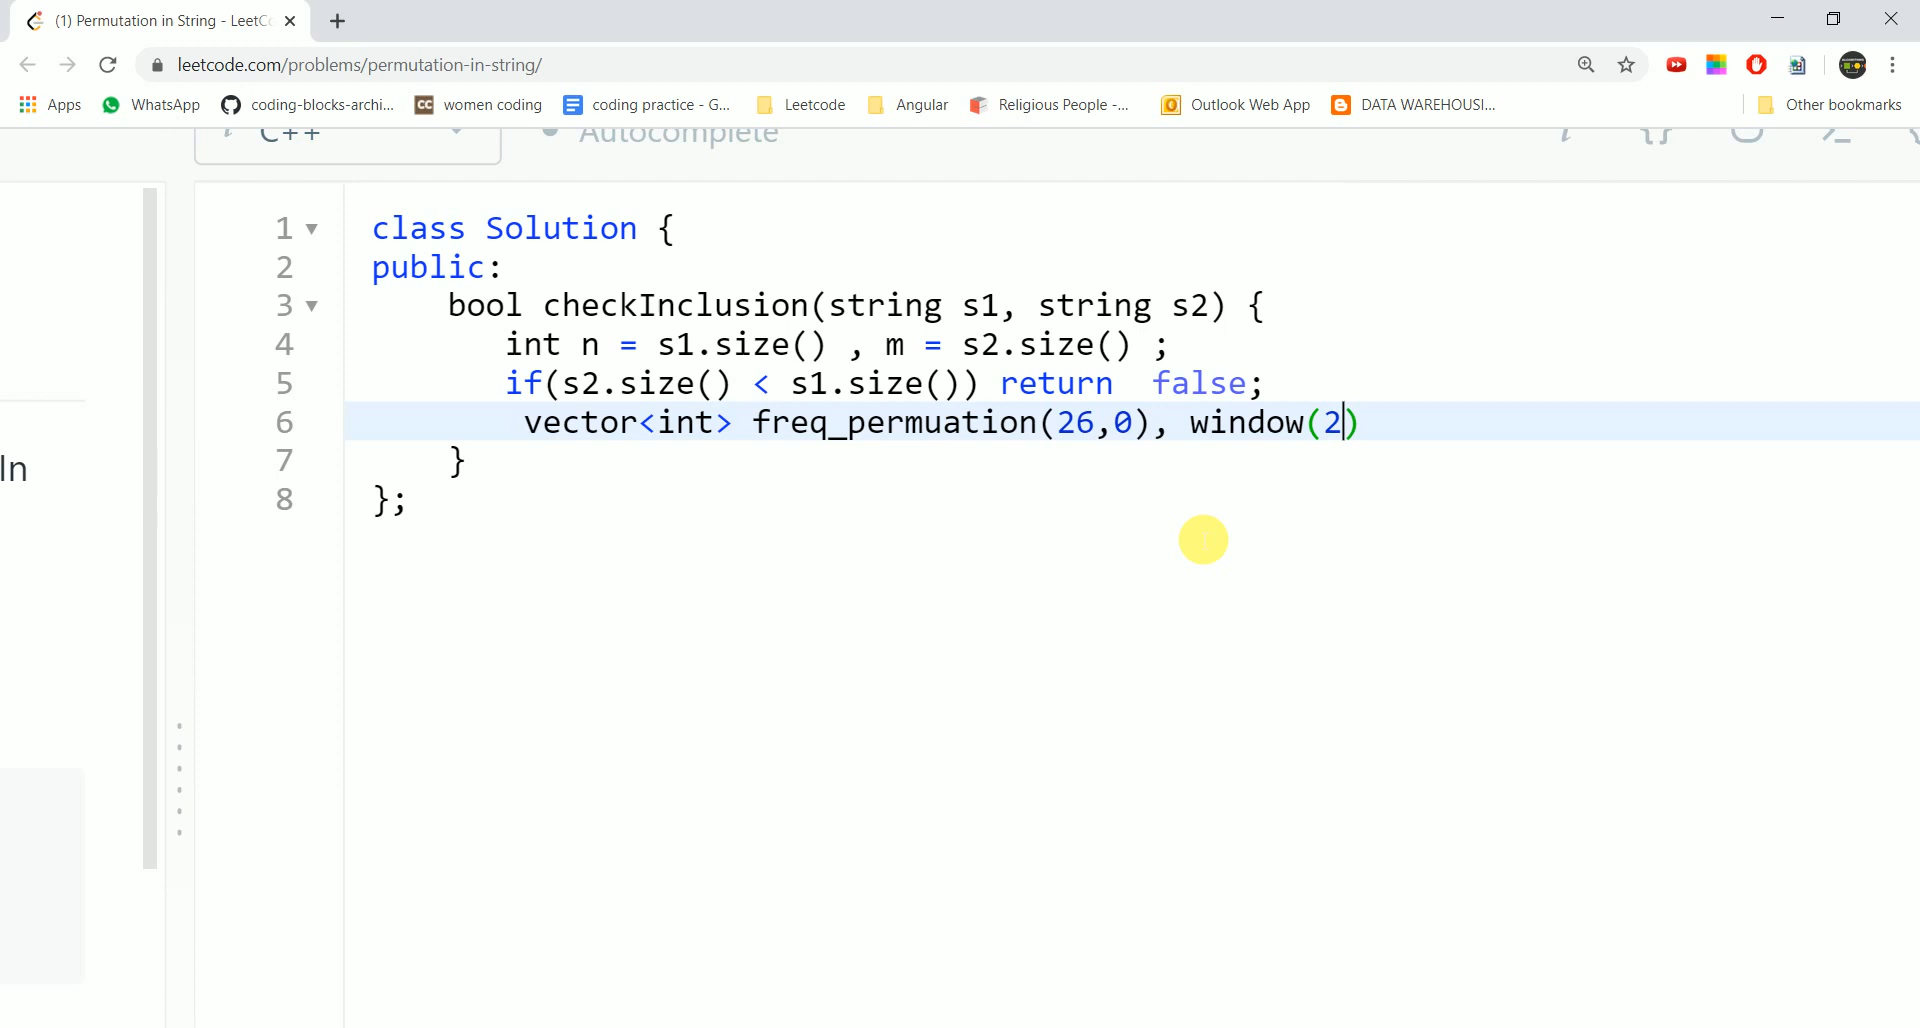 (1) Permutation in String - LeetC
leetcode.com/problems/permutation-in-string/
Apps WhatsApp coding-blocks-archi... women coding coding practice - G... Leetcode Angular Religious People -... Outlook Web App DATA WAREHOUSI... Other bookmarks
i C++ Autocomplete i {}
1 class Solution {
2 public:
3 bool checkInclusion(string s1, string s2) {
4 int n = s1.size() , m = s2.size() ;
5 if(s2.size() < s1.size()) return false;
6 vector<int> freq_permuation(26,0), window(2)
7 }
8 };
In